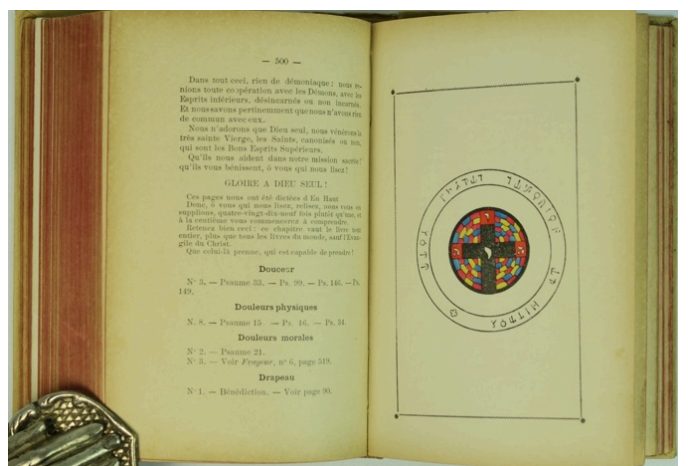 — 500 —
Dans tout ceci, rien de démoniaque : nous re-
nions toute coopération avec les Démons, avec les
Esprits inférieurs, désincarnés ou non incarnés.
Et nous savons pertinemment que nous n'avons rien
de commun avec eux.
Nous n'adorons que Dieu seul, nous vénérons la
très sainte Vierge, les Saints, canonisés ou non,
qui sont les Bons Esprits Supérieurs.
Qu'ils nous aident dans notre mission sainte!
qu'ils vous bénissent, ô vous qui nous lisez!
GLOIRE A DIEU SEUL !
Ces pages nous ont été dictées d'En Haut
Donc, ô vous qui nous lisez, relisez, nous vous en
supplions, quatre-vingt-dix-neuf fois plutôt qu'une, et
à la centième vous commencerez à comprendre.
Retenez bien ceci : ce chapitre vaut le livre tout
entier, plus que tous les livres du monde, sauf l'Evan-
gile du Christ.
Que celui-là prenne, qui est capable de prendre!
Douceur
N° 5. — Psaume 33. — Ps. 99. — Ps. 146. — Ps.
149.
Douleurs physiques
N. 8. — Psaume 15. — Ps. 16. — Ps. 34
Douleurs morales
N° 2. — Psaume 21.
N° 3. — Voir Frayeur, n° 6, page 519.
Drapeau
N° 1. — Bénédiction. — Voir page 90.